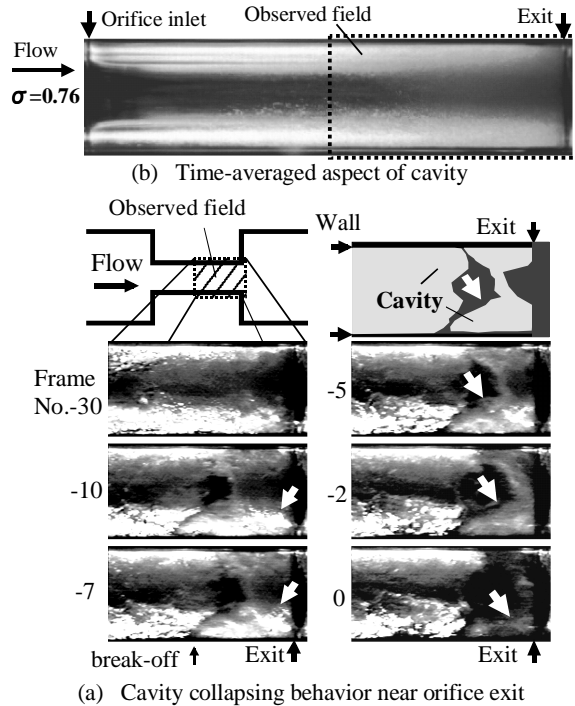 Orifice inlet
Observed field
Exit
Flow
σ=0.76
(b) Time-averaged aspect of cavity
Observed field
Flow
Wall
Exit
Cavity
Frame
No.-30
-5
-10
-2
-7
0
break-off
Exit
Exit
(a) Cavity collapsing behavior near orifice exit